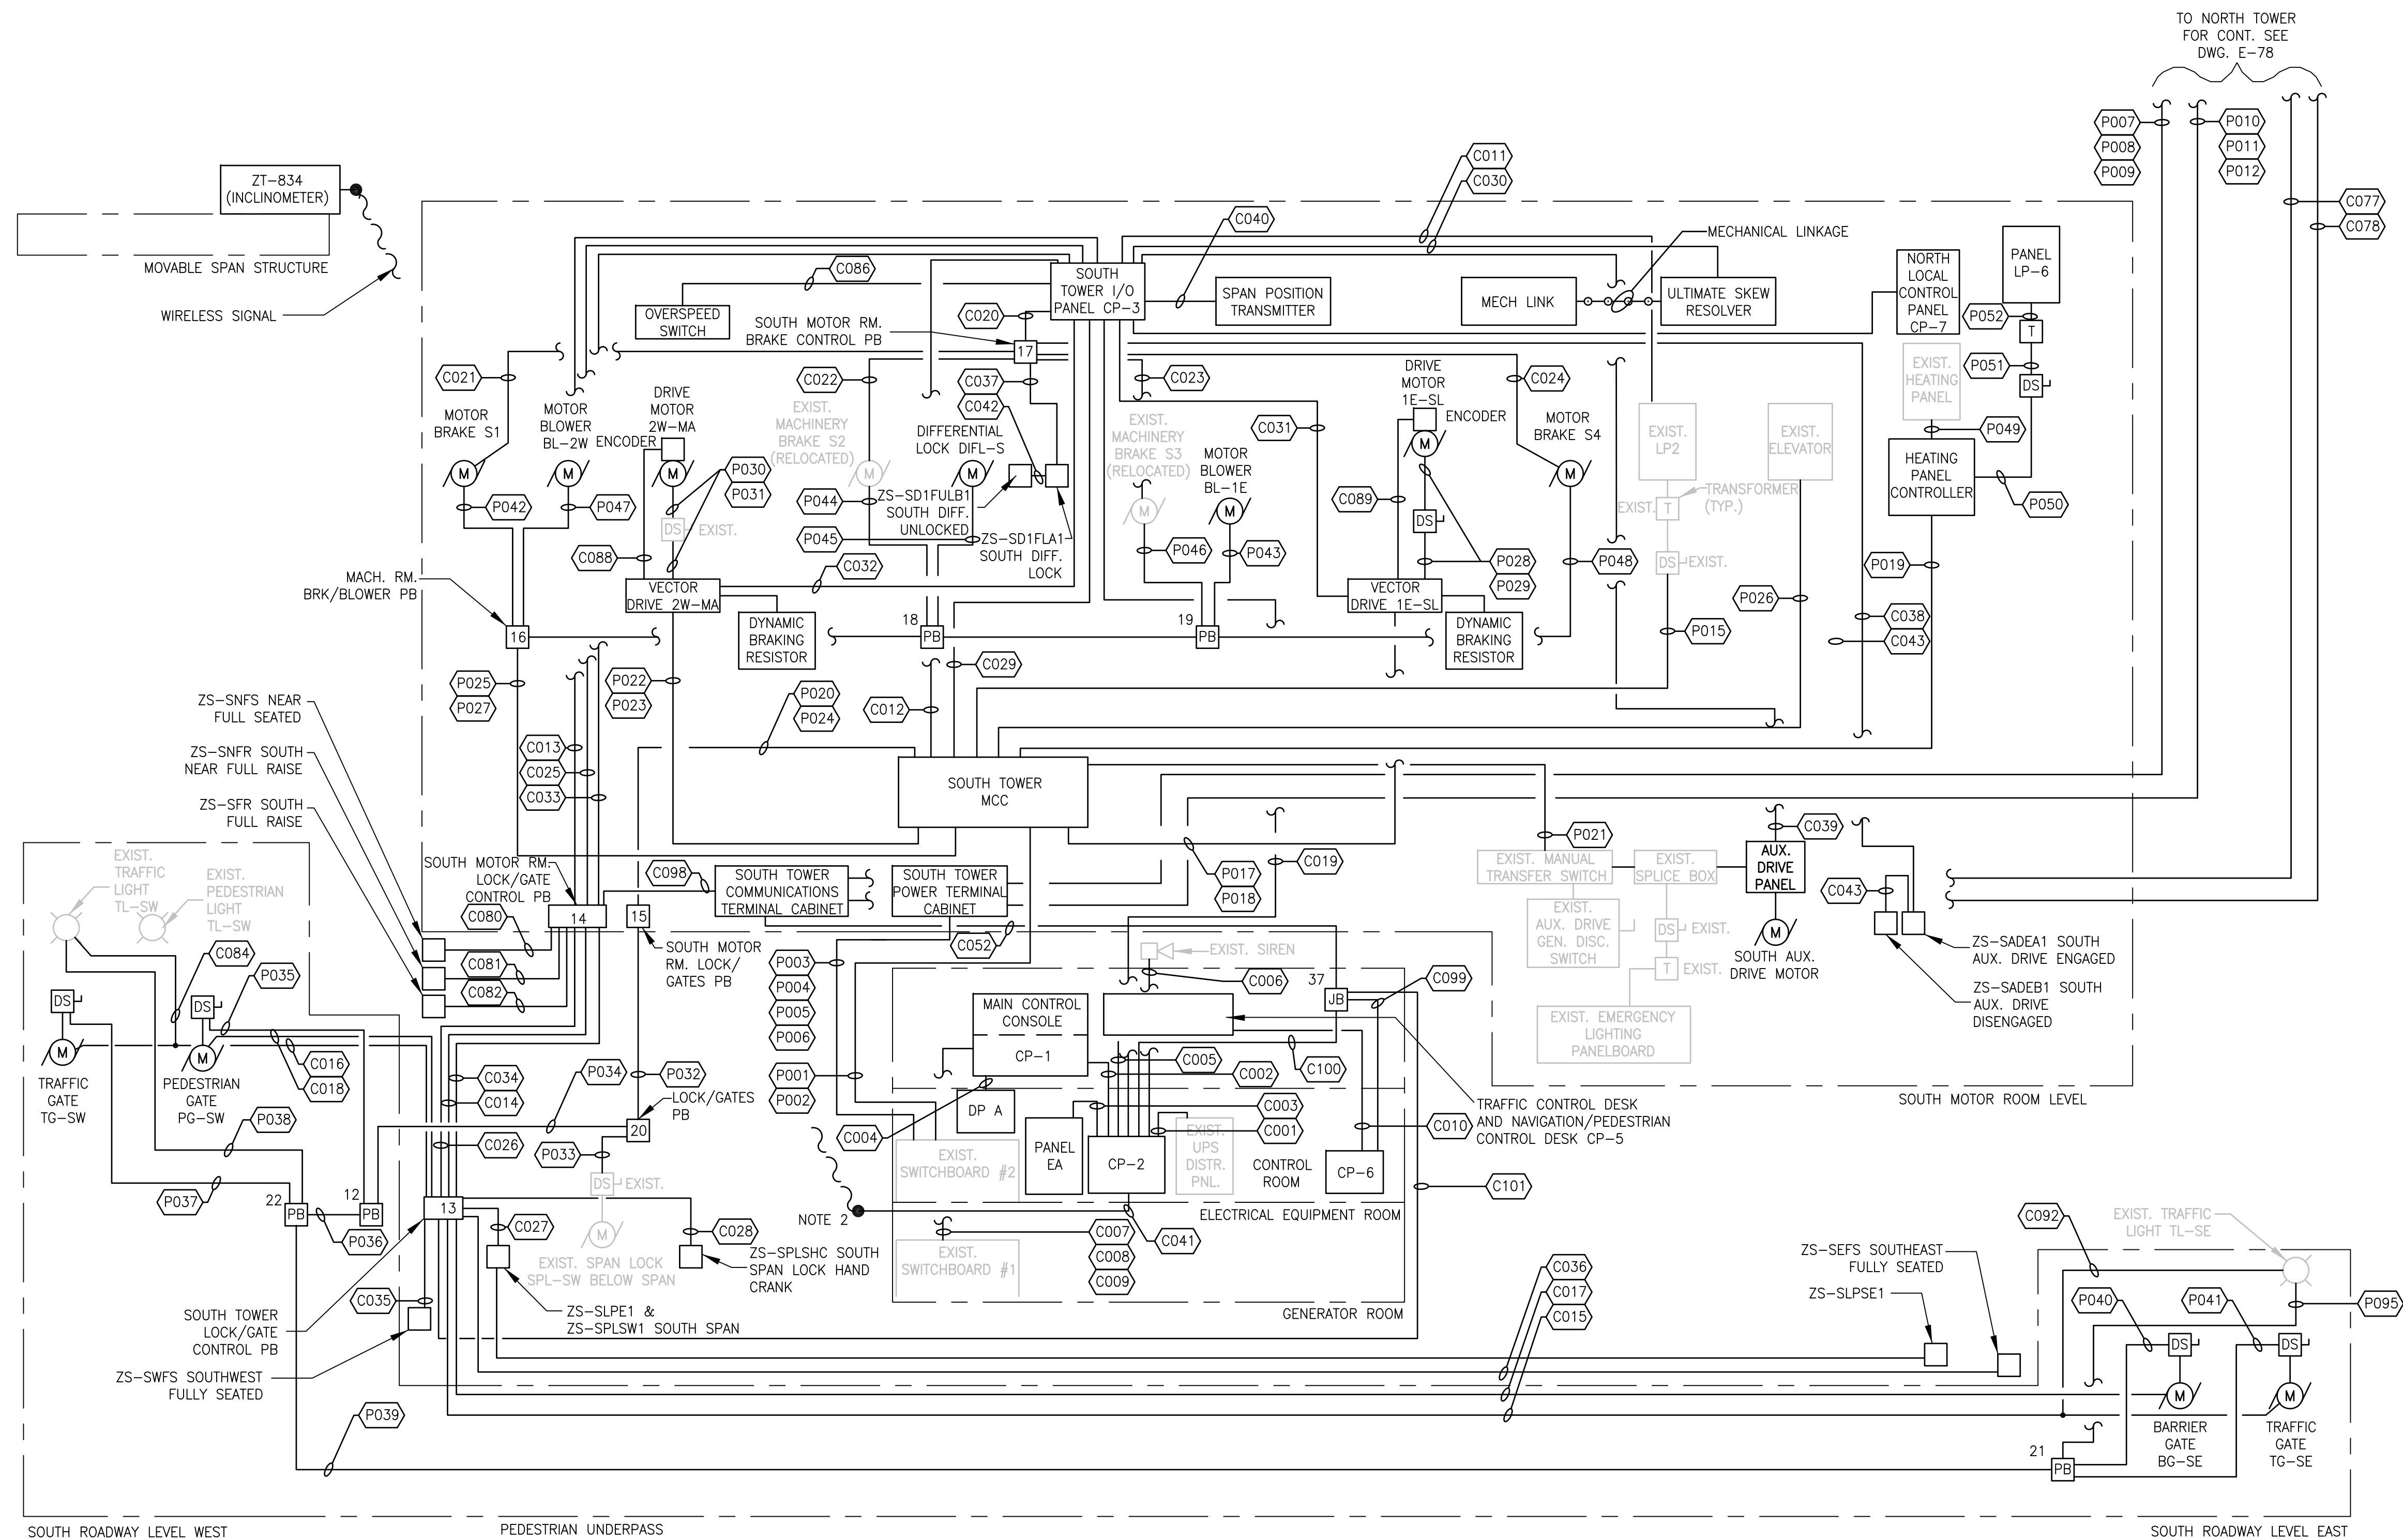 TO NORTH TOWER
FOR CONT. SEE
DWG. E-78
P007
P008
P009
P010
P011
P012
C077
C078
C011
C030
ZT-834
(INCLINOMETER)
MOVABLE SPAN STRUCTURE
WIRELESS SIGNAL
C086
C040
MECHANICAL LINKAGE
SOUTH
TOWER I/O
PANEL CP-3
OVERSPEED
SWITCH
C020
SOUTH MOTOR RM.
BRAKE CONTROL PB
17
SPAN POSITION
TRANSMITTER
MECH LINK
ULTIMATE SKEW
RESOLVER
NORTH
LOCAL
CONTROL
PANEL
CP-7
PANEL
LP-6
P052
T
P051
DS
EXIST.
HEATING
PANEL
P049
HEATING
PANEL
CONTROLLER
P050
P019
C021
MOTOR
BRAKE S1
M
P042
MOTOR
BLOWER
BL-2W
M
P047
DRIVE
MOTOR
2W-MA
ENCODER
M
P030
P031
DS
EXIST.
C088
VECTOR
DRIVE 2W-MA
DYNAMIC
BRAKING
RESISTOR
C022
EXIST.
MACHINERY
BRAKE S2
(RELOCATED)
M
P044
P045
C032
C037
C042
DIFFERENTIAL
LOCK DIFL-S
M
ZS-SD1FULB1
SOUTH DIFF.
UNLOCKED
ZS-SD1FLA1
SOUTH DIFF.
LOCK
C023
EXIST.
MACHINERY
BRAKE S3
(RELOCATED)
M
P046
MOTOR
BLOWER
BL-1E
M
P043
C031
DRIVE
MOTOR
1E-SL
ENCODER
M
C089
DS
P028
P029
VECTOR
DRIVE 1E-SL
DYNAMIC
BRAKING
RESISTOR
C024
MOTOR
BRAKE S4
M
P048
EXIST.
LP2
EXIST.
ELEVATOR
TRANSFORMER
(TYP.)
EXIST.
T
DS
EXIST.
P026
P015
C038
C043
MACH. RM.
BRK/BLOWER PB
16
18
PB
19
PB
C029
C012
P025
P027
P022
P023
P020
P024
C013
C025
C033
ZS-SNFS NEAR
FULL SEATED
ZS-SNFR SOUTH
NEAR FULL RAISE
ZS-SFR SOUTH
FULL RAISE
SOUTH TOWER
MCC
SOUTH MOTOR RM.
LOCK/GATE
CONTROL PB
14
15
SOUTH MOTOR
RM. LOCK/
GATES PB
C098
SOUTH TOWER
COMMUNICATIONS
TERMINAL CABINET
SOUTH TOWER
POWER TERMINAL
CABINET
C052
P017
P018
C019
P021
EXIST. MANUAL
TRANSFER SWITCH
EXIST.
SPLICE BOX
EXIST.
AUX. DRIVE
GEN. DISC.
SWITCH
DS
EXIST.
T
EXIST.
EXIST. EMERGENCY
LIGHTING
PANELBOARD
C039
AUX.
DRIVE
PANEL
M
SOUTH AUX.
DRIVE MOTOR
C043
ZS-SADEA1 SOUTH
AUX. DRIVE ENGAGED
ZS-SADEB1 SOUTH
AUX. DRIVE
DISENGAGED
SOUTH MOTOR ROOM LEVEL
EXIST.
TRAFFIC
LIGHT
TL-SW
EXIST.
PEDESTRIAN
LIGHT
TL-SW
C080
C081
C082
C084
P035
DS
DS
M
M
TRAFFIC
GATE
TG-SW
PEDESTRIAN
GATE
PG-SW
C016
C018
P038
P037
22
PB
12
PB
P036
C034
C014
C026
P034
P032
LOCK/GATES
PB
20
P033
DS
EXIST.
M
EXIST. SPAN LOCK
SPL-SW BELOW SPAN
13
C027
C028
ZS-SPLSHC SOUTH
SPAN LOCK HAND
CRANK
ZS-SLPE1 &
ZS-SPLSW1 SOUTH SPAN
C035
SOUTH TOWER
LOCK/GATE
CONTROL PB
ZS-SWFS SOUTHWEST
FULLY SEATED
P039
P003
P004
P005
P006
P001
P002
EXIST. SIREN
C006
37
JB
C099
MAIN CONTROL
CONSOLE
CP-1
C005
C002
C100
DP A
C004
C003
C001
C010
TRAFFIC CONTROL DESK
AND NAVIGATION/PEDESTRIAN
CONTROL DESK CP-5
EXIST.
SWITCHBOARD #2
PANEL
EA
CP-2
EXIST.
UPS
DISTR.
PNL.
CONTROL
ROOM
CP-6
C101
NOTE 2
ELECTRICAL EQUIPMENT ROOM
C041
EXIST.
SWITCHBOARD #1
C007
C008
C009
GENERATOR ROOM
C036
C017
C015
ZS-SEFS SOUTHEAST
FULLY SEATED
ZS-SLPSE1
C092
EXIST. TRAFFIC
LIGHT TL-SE
P040
P041
P095
DS
DS
M
M
BARRIER
GATE
BG-SE
TRAFFIC
GATE
TG-SE
21
PB
SOUTH ROADWAY LEVEL WEST
PEDESTRIAN UNDERPASS
SOUTH ROADWAY LEVEL EAST